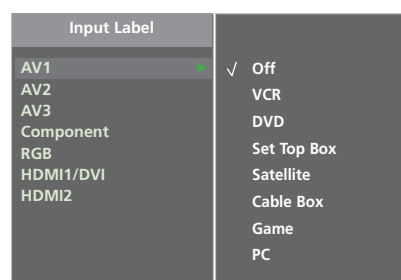 Input Label
AV1
AV2
AV3
Component
RGB
HDMI1/DVI
HDMI2
√ Off
VCR
DVD
Set Top Box
Satellite
Cable Box
Game
PC